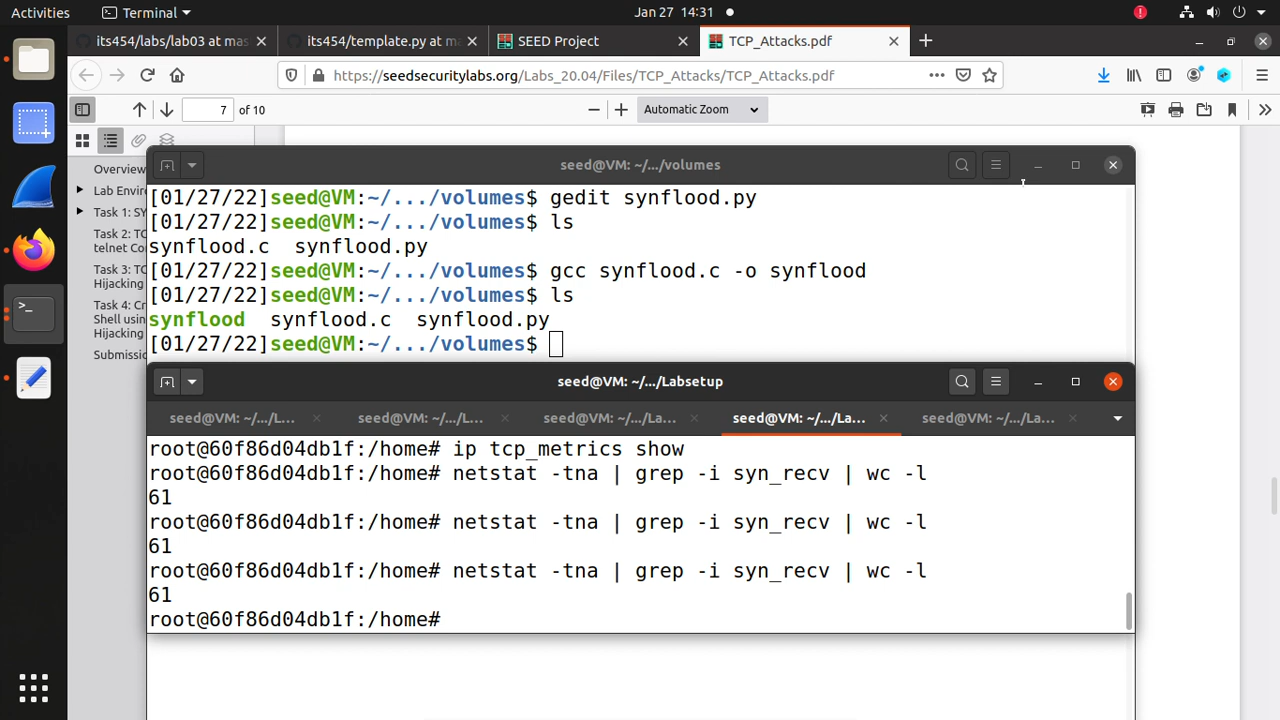 Activities
Terminal
Jan 27 14:31
its454/labs/lab03 at mas
its454/template.py at ma
SEED Project
TCP_Attacks.pdf
https://seedsecuritylabs.org/Labs_20.04/Files/TCP_Attacks/TCP_Attacks.pdf
7 of 10
Automatic Zoom
Overview
Lab Envire
Task 1: SY
Task 2: TC
telnet Co
Task 3: TC
Hijacking
Task 4: Cr
Shell using
Hijacking
Submissio
seed@VM: ~/.../volumes
[01/27/22]seed@VM:~/.../volumes$ gedit synflood.py
[01/27/22]seed@VM:~/.../volumes$ ls
synflood.c synflood.py
[01/27/22]seed@VM:~/.../volumes$ gcc synflood.c -o synflood
[01/27/22]seed@VM:~/.../volumes$ ls
synflood synflood.c synflood.py
[01/27/22]seed@VM:~/.../volumes$
seed@VM: ~/.../Labsetup
seed@VM: ~/.../L...
seed@VM: ~/.../L...
seed@VM: ~/.../La...
seed@VM: ~/.../La...
seed@VM: ~/.../La...
root@60f86d04db1f:/home# ip tcp_metrics show
root@60f86d04db1f:/home# netstat -tna | grep -i syn_recv | wc -l
61
root@60f86d04db1f:/home# netstat -tna | grep -i syn_recv | wc -l
61
root@60f86d04db1f:/home# netstat -tna | grep -i syn_recv | wc -l
61
root@60f86d04db1f:/home#